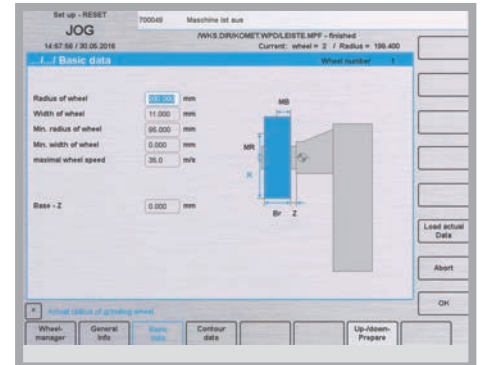 Set up - RESET
JOG
14:57:56 / 30.05.2016
700049 Maschine ist aus
/WKS.DIR/KOMET.WPD/LEISTE.MPF - finished
Current: wheel = 2 / Radius = 196.400
.../.../ Basic data
Wheel number 1
Radius of wheel 200.000 mm
Width of wheel 11.000 mm
Min. radius of wheel 95.000 mm
Min. width of wheel 0.000 mm
maximal wheel speed 35.0 m/s
Base - Z 0.000 mm
MB
MR
R
Br Z
Load actual
Data
Abort
OK
Actual radius of grinding wheel
Wheel-
manager
General
Info
Basic
data
Contour
data
Up-/down-
Prepare